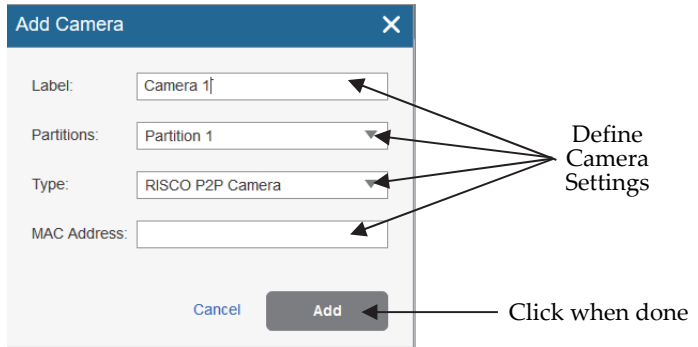 Add Camera
Label: Camera 1
Partitions: Partition 1
Type: RISCO P2P Camera
MAC Address:
Define
Camera
Settings
Cancel Add
Click when done